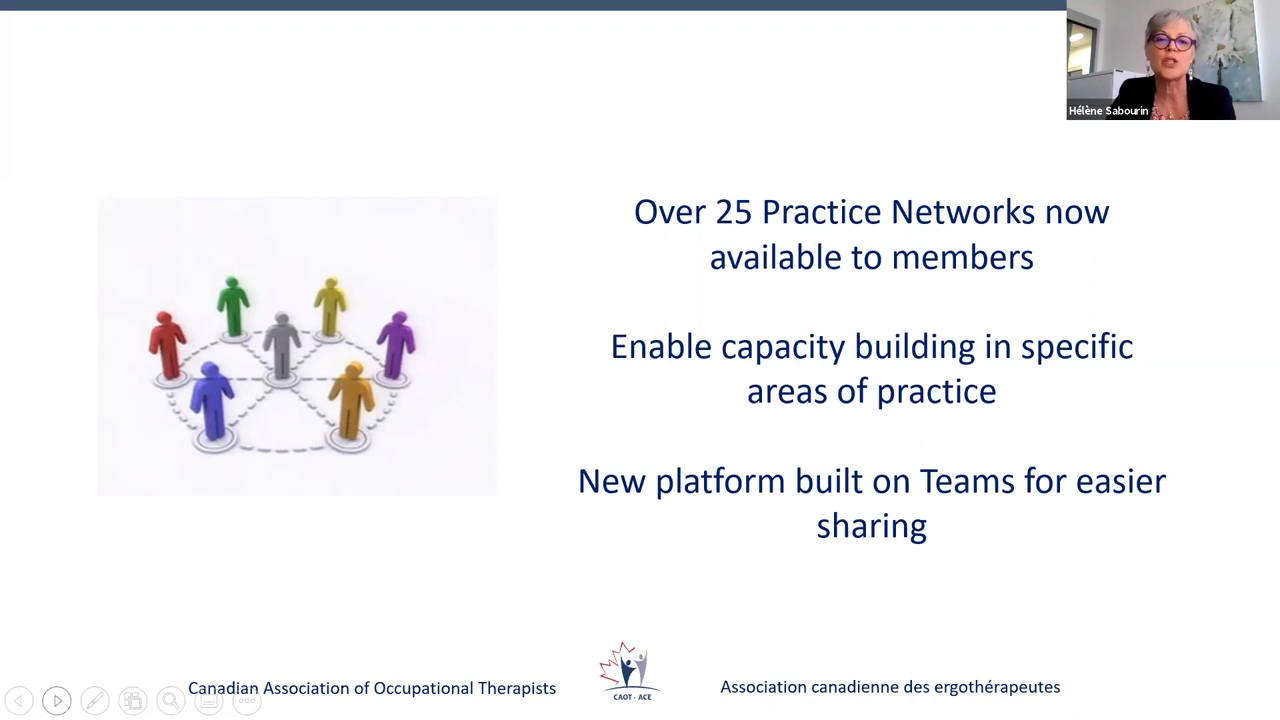 Hélène Sabourin
Over 25 Practice Networks now
available to members
Enable capacity building in specific
areas of practice
New platform built on Teams for easier
sharing
Canadian Association of Occupational Therapists
CAOT - ACE
Association canadienne des ergothérapeutes